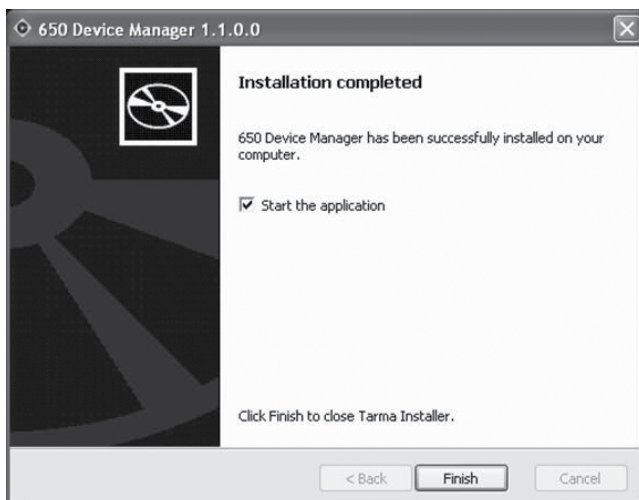 650 Device Manager 1.1.0.0
Installation completed
650 Device Manager has been successfully installed on your
computer.
Start the application
Click Finish to close Tarma Installer.
< Back
Finish
Cancel